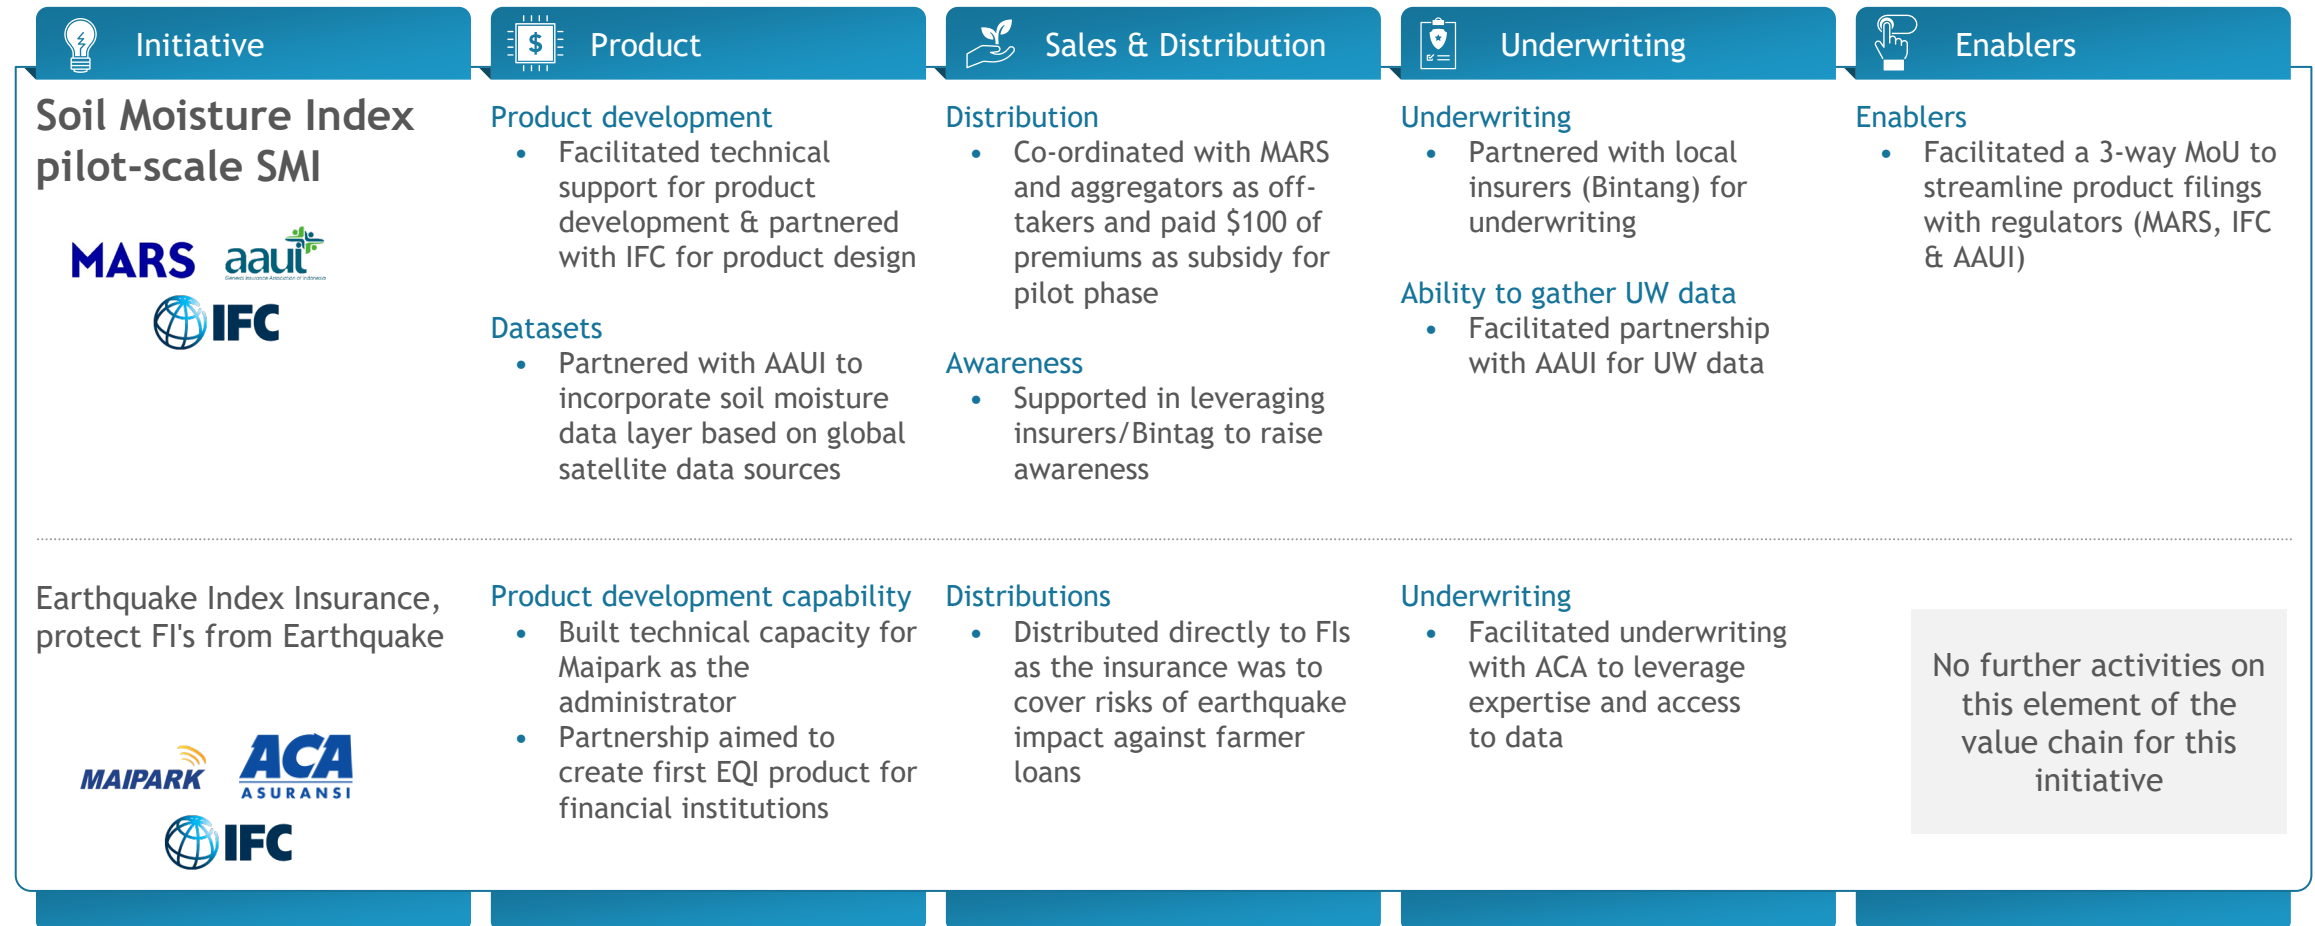 Initiative
Product
Sales & Distribution
Underwriting
Enablers
Soil Moisture Index
pilot-scale SMI
MARS
aaui
General Insurance Association of Indonesia
IFC
Product development
• Facilitated technical
support for product
development & partnered
with IFC for product design
Datasets
• Partnered with AAUI to
incorporate soil moisture
data layer based on global
satellite data sources
Distribution
• Co-ordinated with MARS
and aggregators as off-
takers and paid $100 of
premiums as subsidy for
pilot phase
Awareness
• Supported in leveraging
insurers/Bintag to raise
awareness
Underwriting
• Partnered with local
insurers (Bintang) for
underwriting
Ability to gather UW data
• Facilitated partnership
with AAUI for UW data
Enablers
• Facilitated a 3-way MoU to
streamline product filings
with regulators (MARS, IFC
& AAUI)
Earthquake Index Insurance,
protect FI's from Earthquake
MAIPARK
ACA
ASURANSI
IFC
Product development capability
• Built technical capacity for
Maipark as the
administrator
• Partnership aimed to
create first EQI product for
financial institutions
Distributions
• Distributed directly to FIs
as the insurance was to
cover risks of earthquake
impact against farmer
loans
Underwriting
• Facilitated underwriting
with ACA to leverage
expertise and access
to data
No further activities on
this element of the
value chain for this
initiative